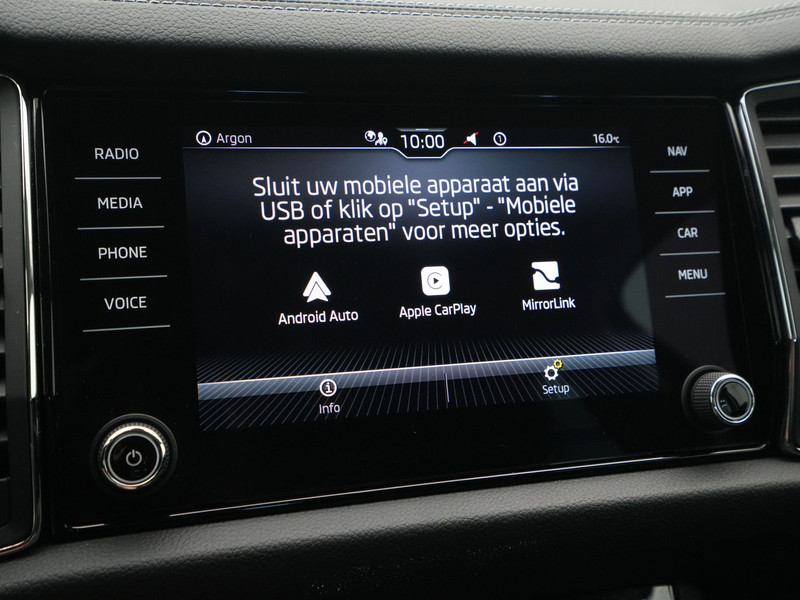 RADIO
MEDIA
PHONE
VOICE
Argon
10:00
1
16.0°C
Sluit uw mobiele apparaat aan via
USB of klik op "Setup" - "Mobiele
apparaten" voor meer opties.
Android Auto
Apple CarPlay
MirrorLink
Info
Setup
NAV
APP
CAR
MENU